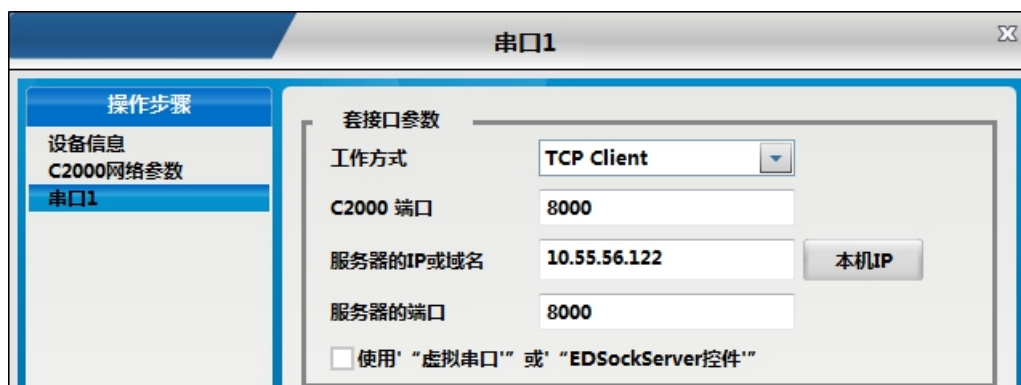 串口1
操作步骤
设备信息
C2000网络参数
串口1
套接口参数
工作方式 TCP Client
C2000 端口 8000
服务器的IP或域名 10.55.56.122 本机IP
服务器的端口 8000
使用'“虚拟串口'”或'“EDSockServer控件'”